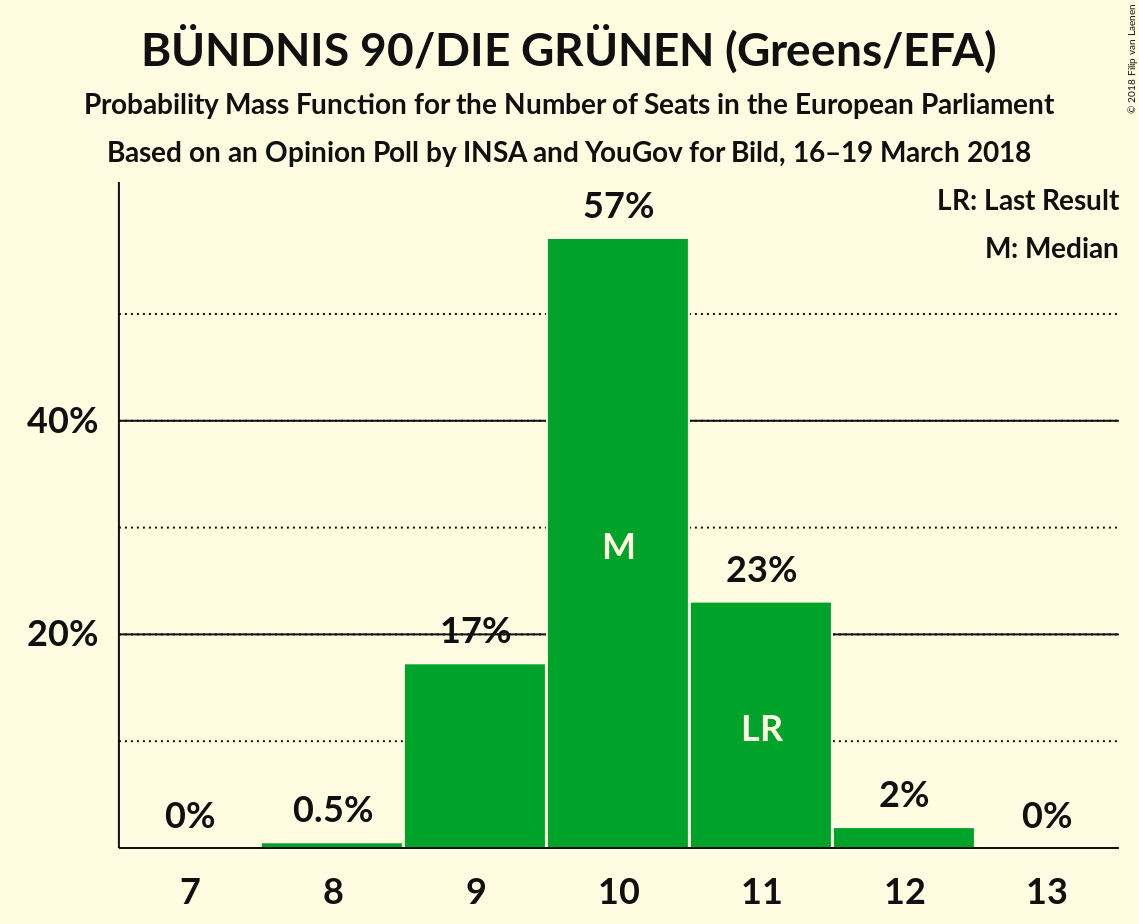 BÜNDNIS 90/DIE GRÜNEN (Greens/EFA)
Probability Mass Function for the Number of Seats in the European Parliament
Based on an Opinion Poll by INSA and YouGov for Bild, 16–19 March 2018
© 2018 Filip van Laenen
LR: Last Result
M: Median
57%
40%
M
23%
20%
17%
LR
0%
0.5%
2%
0%
7 8 9 10 11 12 13